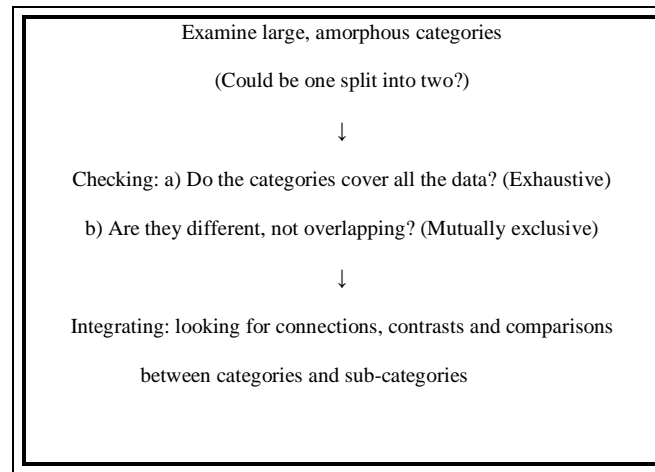 Examine large, amorphous categories
(Could be one split into two?)
↓
Checking: a) Do the categories cover all the data? (Exhaustive)
b) Are they different, not overlapping? (Mutually exclusive)
↓
Integrating: looking for connections, contrasts and comparisons
between categories and sub-categories